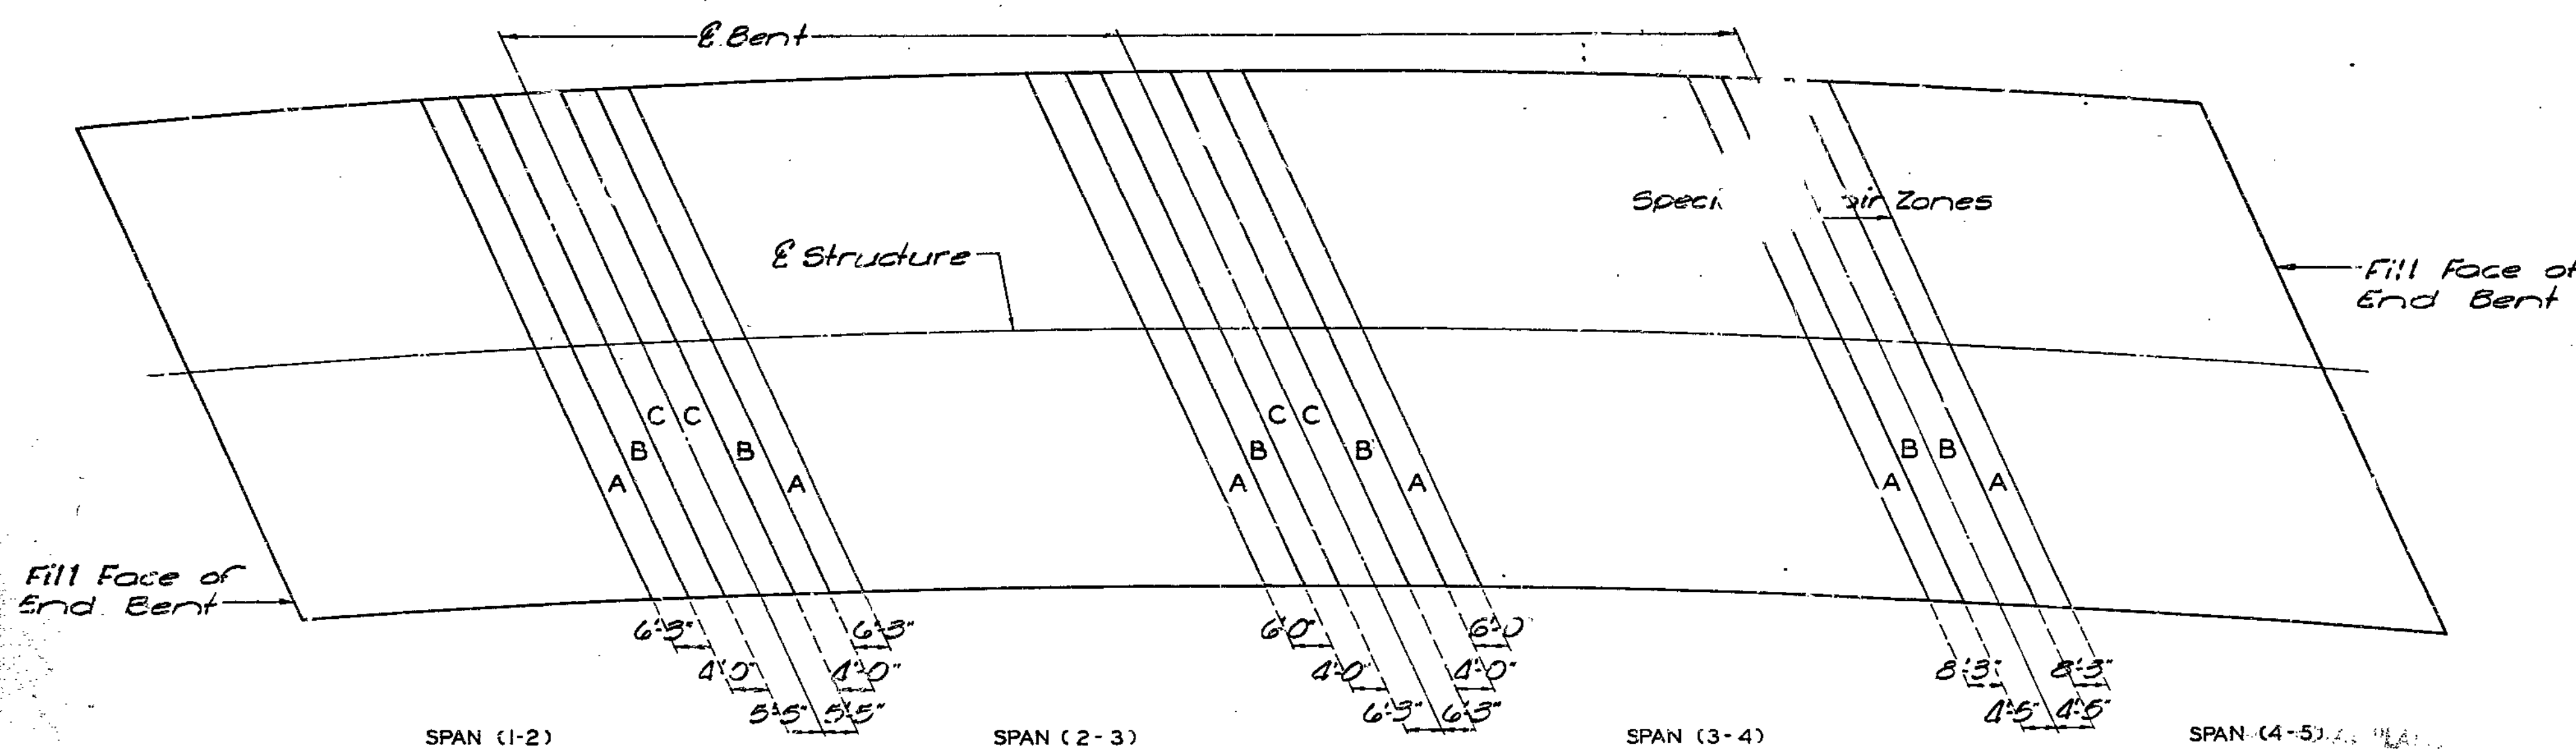 ℄ Bent
Zones
℄ Structure
Fill Face of
End Bent
C C C C
B B B B B B
A A A A A A
Fill Face of
End Bent
6'-3" 6'-3" 6'0" 6'-0
4'0" 4'-0" 4'-0" 4'-0" 8'-3" 8'-3"
5'-5" 5'-5" 6'-3" 6'-3" 4'-5" 4'-5"
SPAN (1-2) SPAN (2-3) SPAN (3-4) SPAN (4-5)